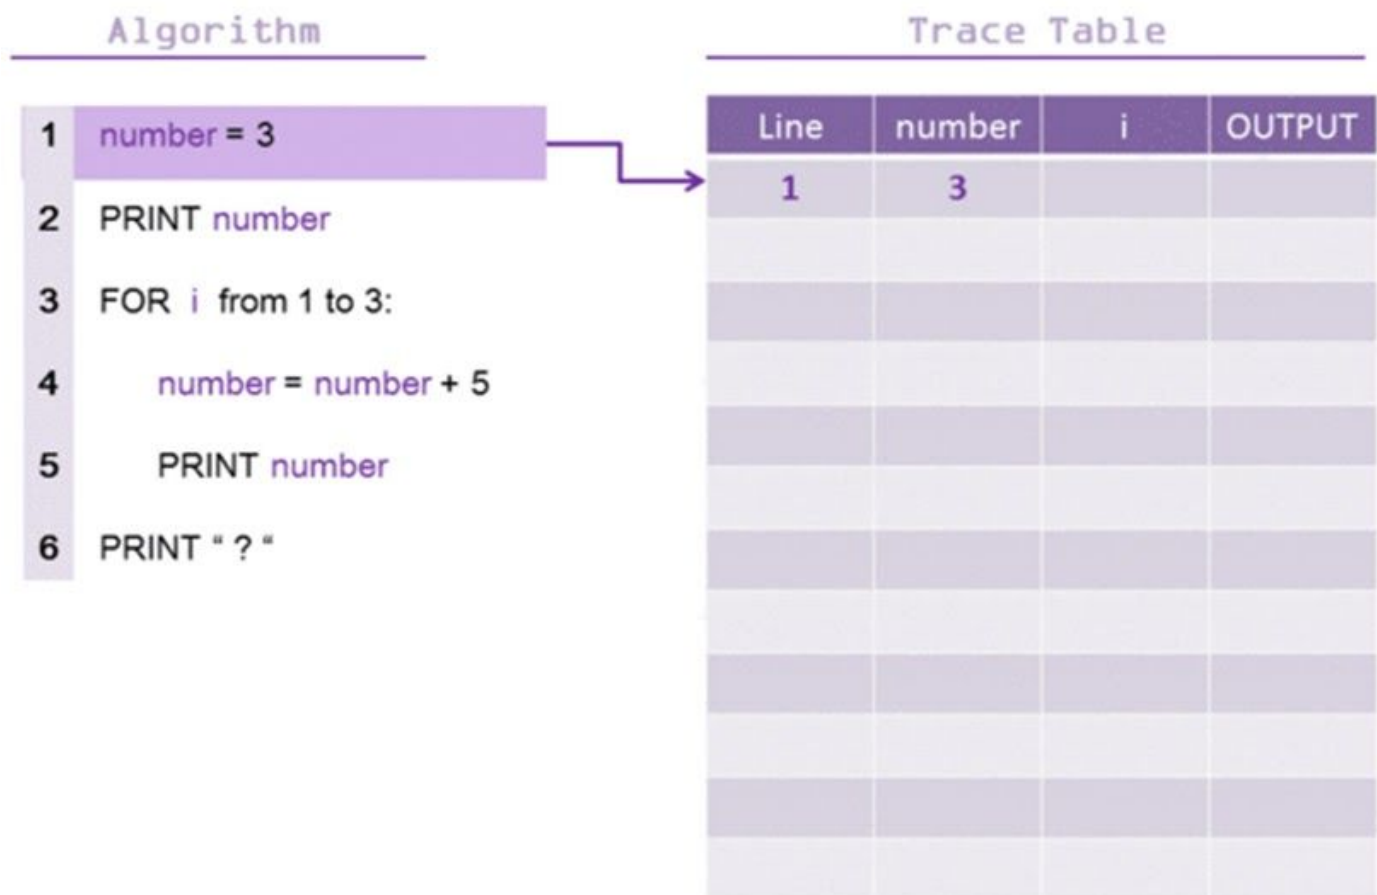 Algorithm
Trace Table
1 number = 3
2 PRINT number
3 FOR i from 1 to 3:
4 number = number + 5
5 PRINT number
6 PRINT “ ? “
Line number i OUTPUT
1 3